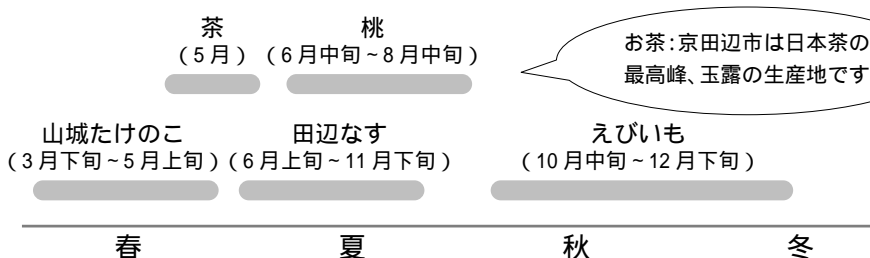 茶
(5月)
桃
(6月中旬~8月中旬)
お茶:京田辺市は日本茶の
最高峰、玉露の生産地です
山城たけのこ
(3月下旬~5月上旬)
田辺なす
(6月上旬~11月下旬)
えびいも
(10月中旬~12月下旬)
春
夏
秋
冬